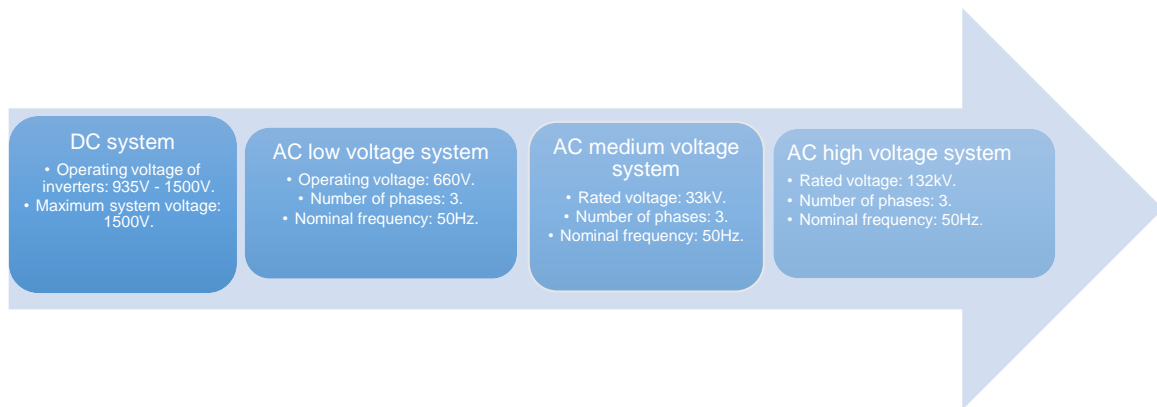 DC system
• Operating voltage of
inverters: 935V - 1500V.
• Maximum system voltage:
1500V.
AC low voltage system
• Operating voltage: 660V.
• Number of phases: 3.
• Nominal frequency: 50Hz.
AC medium voltage
system
• Rated voltage: 33kV.
• Number of phases: 3.
• Nominal frequency: 50Hz.
AC high voltage system
• Rated voltage: 132kV.
• Number of phases: 3.
• Nominal frequency: 50Hz.